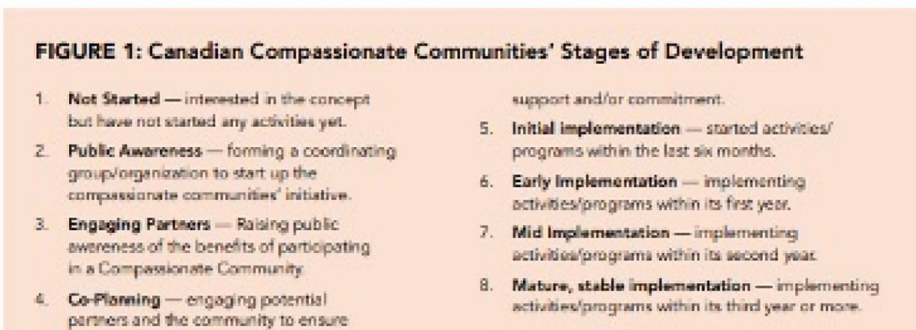 FIGURE 1: Canadian Compassionate Communities' Stages of Development
1. Not Started — interested in the concept
but have not started any activities yet.
2. Public Awareness — forming a coordinating
group/organization to start up the
compassionate communities' initiative.
3. Engaging Partners — Raising public
awareness of the benefits of participating
in a Compassionate Community.
4. Co-Planning — engaging potential
partners and the community to ensure
support and/or commitment.
5. Initial implementation — started activities/
programs within the last six months.
6. Early Implementation — implementing
activities/programs within its first year.
7. Mid Implementation — implementing
activities/programs within its second year.
8. Mature, stable implementation — implementing
activities/programs within its third year or more.